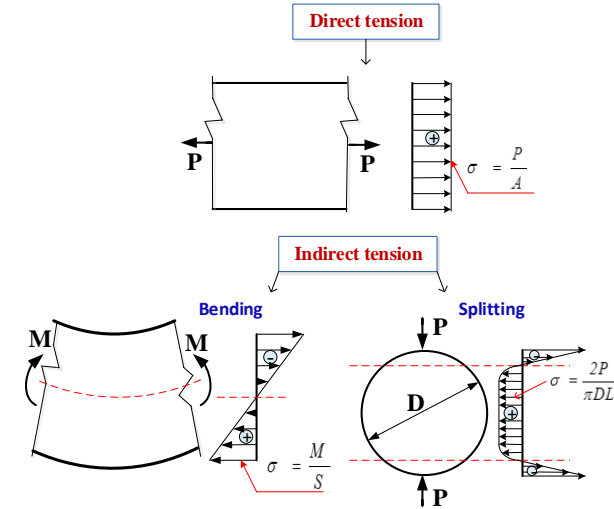 Direct tension
P
P
+
σ = P/A
Indirect tension
Bending
Splitting
M
M
-
+
σ = M/S
P
D
P
-
+
-
σ = 2P/πDL